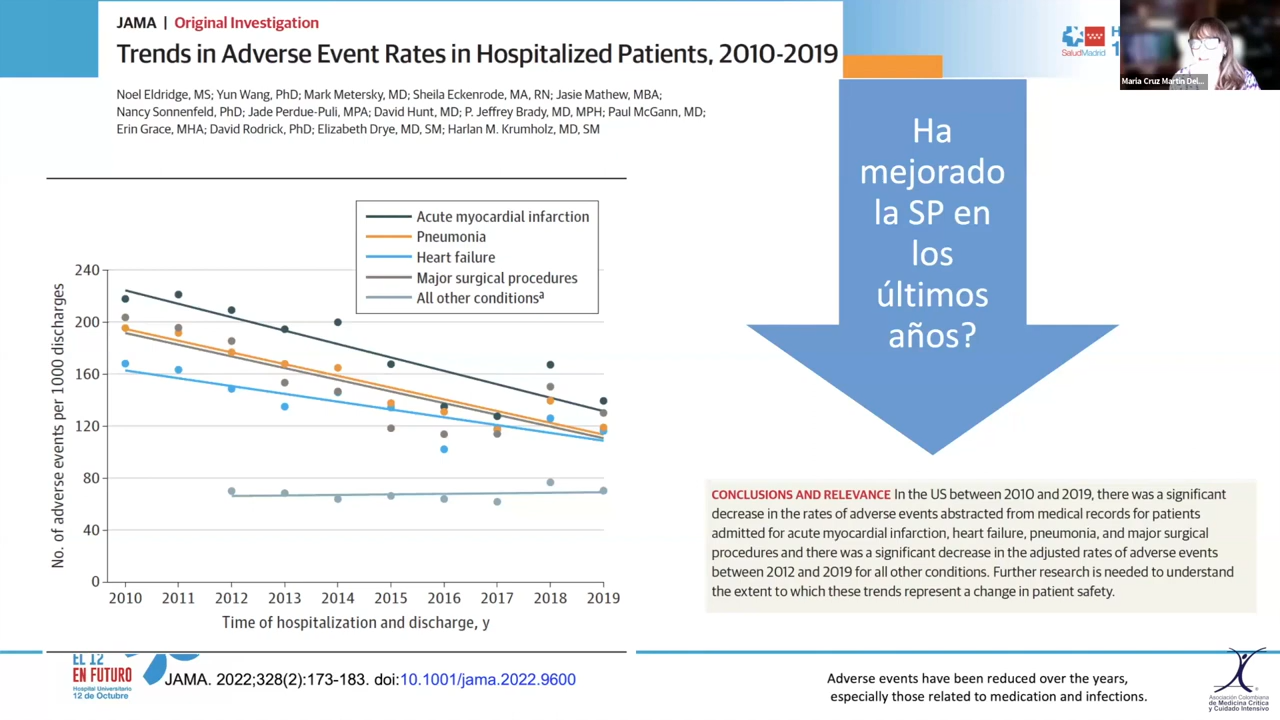 JAMA | Original Investigation
Trends in Adverse Event Rates in Hospitalized Patients, 2010-2019
Noel Eldridge, MS; Yun Wang, PhD; Mark Metersky, MD; Sheila Eckenrode, MA, RN; Jasie Mathew, MBA;
Nancy Sonnenfeld, PhD; Jade Perdue-Puli, MPA; David Hunt, MD; P. Jeffrey Brady, MD, MPH; Paul McGann, MD;
Erin Grace, MHA; David Rodrick, PhD; Elizabeth Drye, MD, SM; Harlan M. Krumholz, MD, SM
SaludMadrid
H
1
Maria Cruz Martin Del...
Ha
mejorado
la SP en
los
últimos
años?
Acute myocardial infarction
Pneumonia
Heart failure
Major surgical procedures
All other conditionsª
No. of adverse events per 1000 discharges
240
200
160
120
80
40
0
2010 2011 2012 2013 2014 2015 2016 2017 2018 2019
Time of hospitalization and discharge, y
CONCLUSIONS AND RELEVANCE In the US between 2010 and 2019, there was a significant
decrease in the rates of adverse events abstracted from medical records for patients
admitted for acute myocardial infarction, heart failure, pneumonia, and major surgical
procedures and there was a significant decrease in the adjusted rates of adverse events
between 2012 and 2019 for all other conditions. Further research is needed to understand
the extent to which these trends represent a change in patient safety.
EL 12
EN FUTURO
Hospital Universitario
12 de Octubre
JAMA. 2022;328(2):173-183. doi:10.1001/jama.2022.9600
Adverse events have been reduced over the years,
especially those related to medication and infections.
Asociación Colombiana
de Medicina Crítica
y Cuidado Intensivo